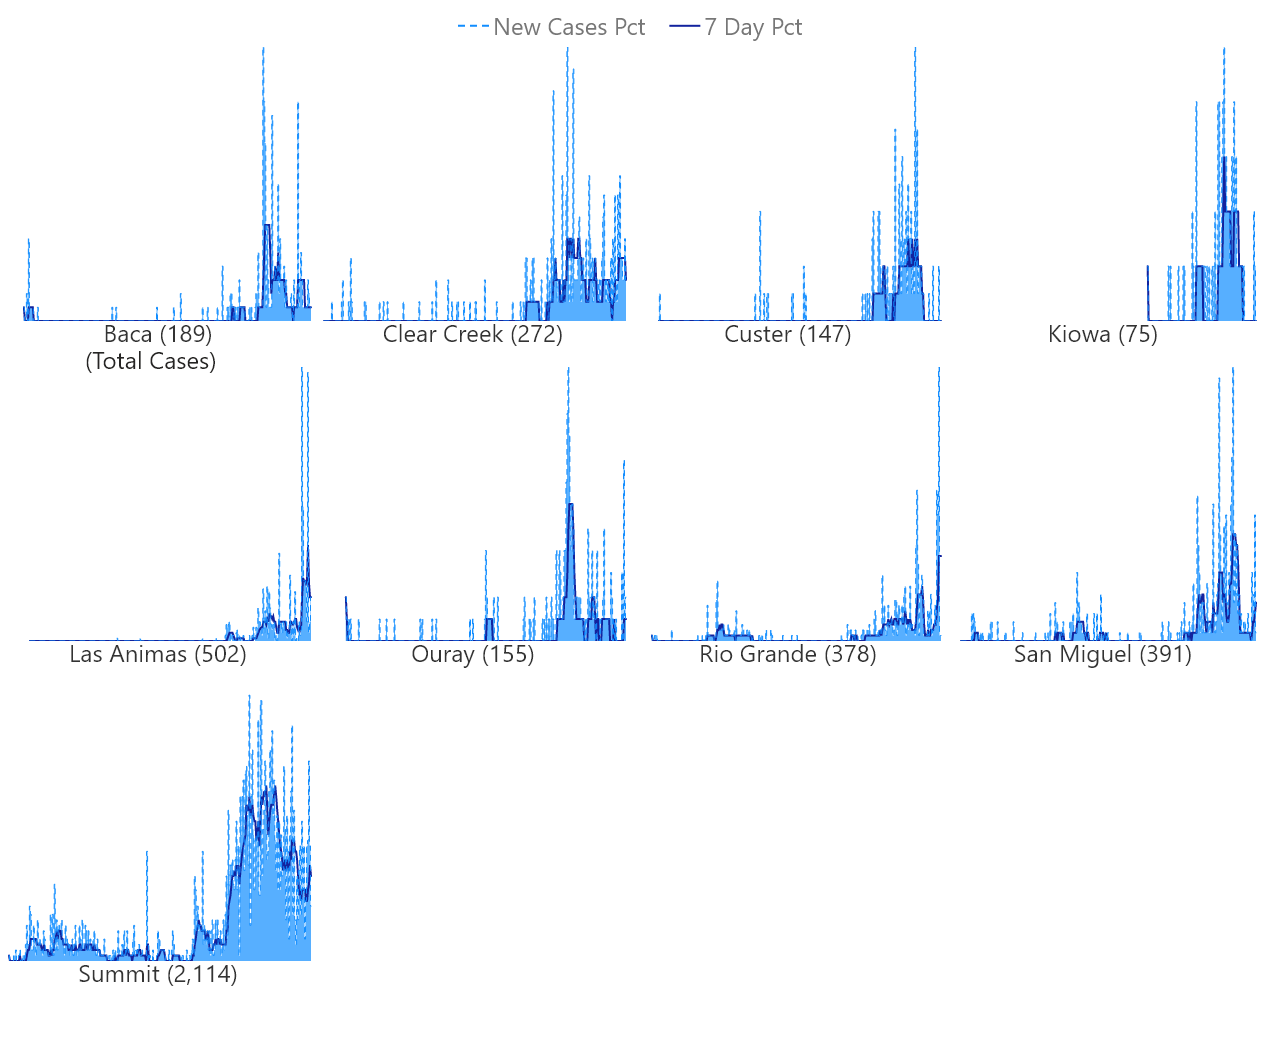 New Cases Pct 7 Day Pct
Baca (189)
(Total Cases)
Clear Creek (272)
Custer (147)
Kiowa (75)
Las Animas (502)
Ouray (155)
Rio Grande (378)
San Miguel (391)
Summit (2,114)